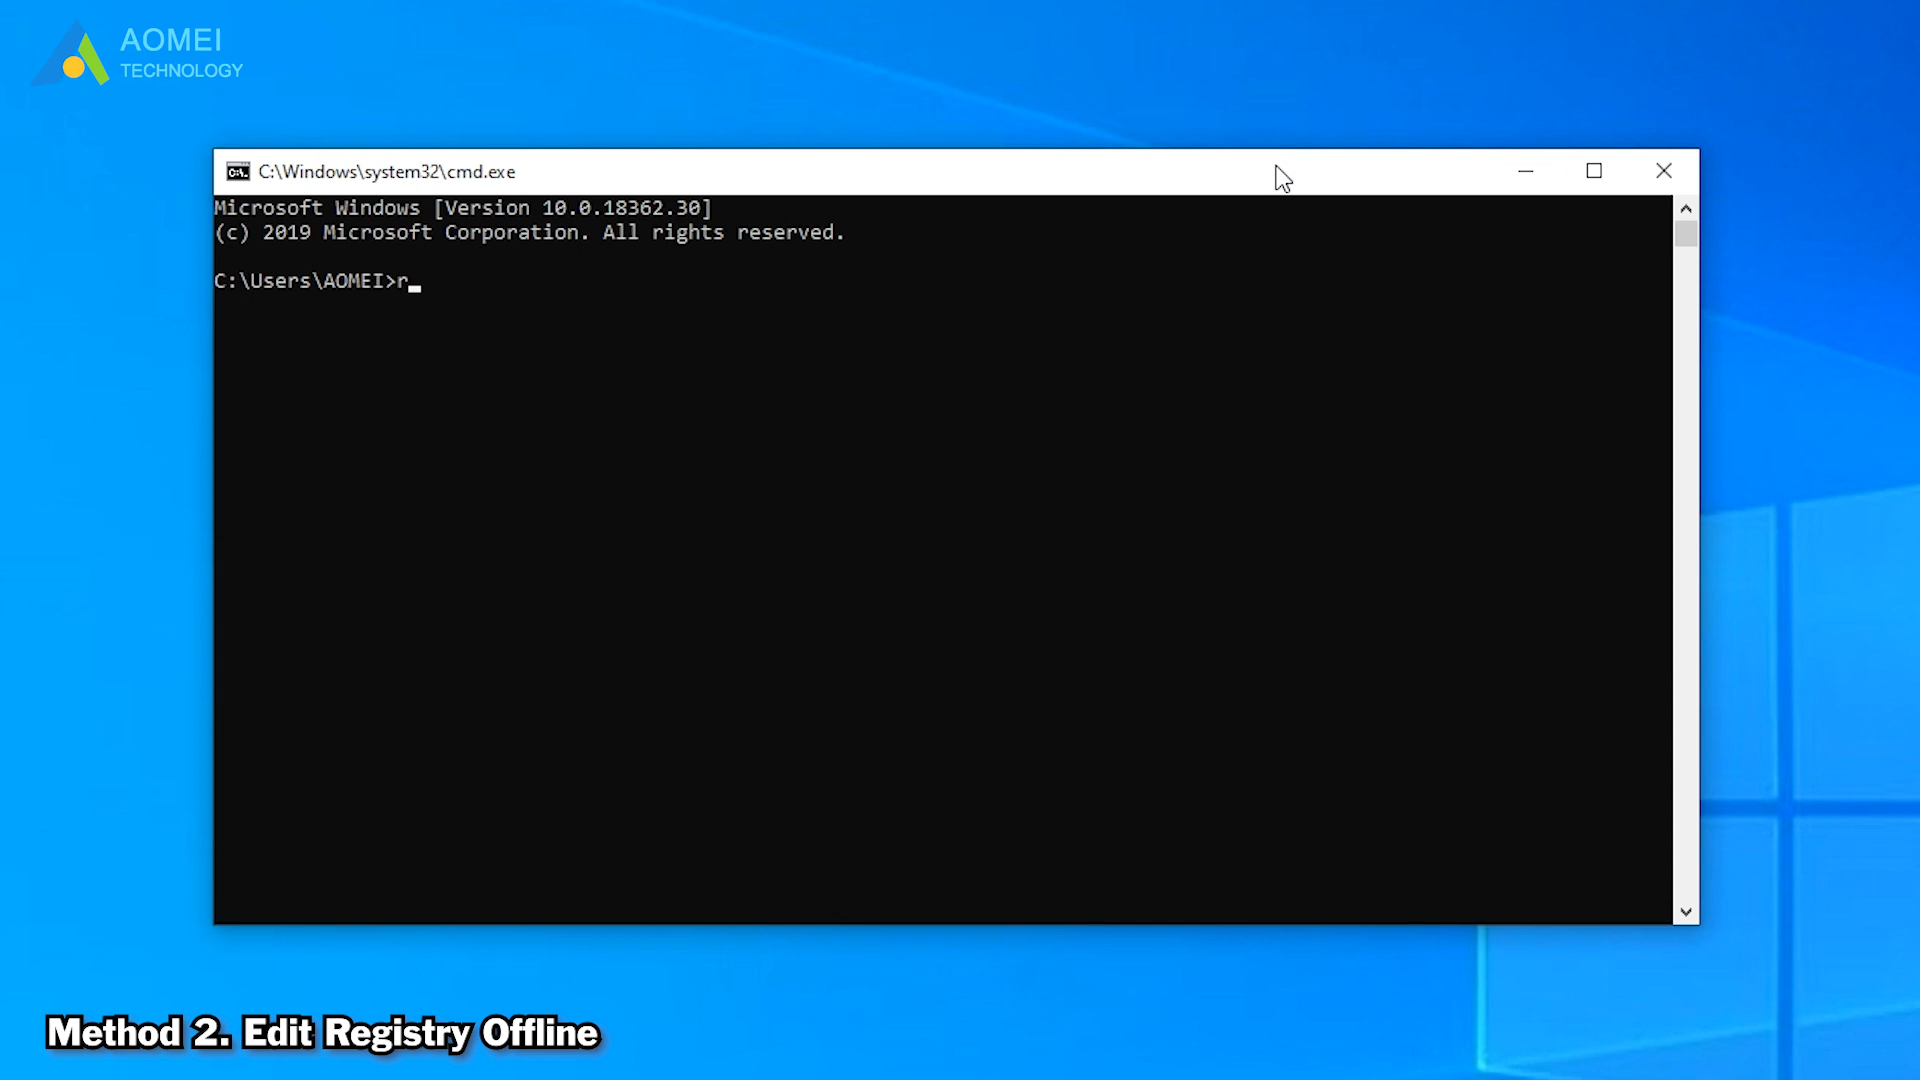 AOMEI
TECHNOLOGY
C:\Windows\system32\cmd.exe
Microsoft Windows [Version 10.0.18362.30]
(c) 2019 Microsoft Corporation. All rights reserved.
C:\Users\AOMEI>r_
Method 2. Edit Registry Offline